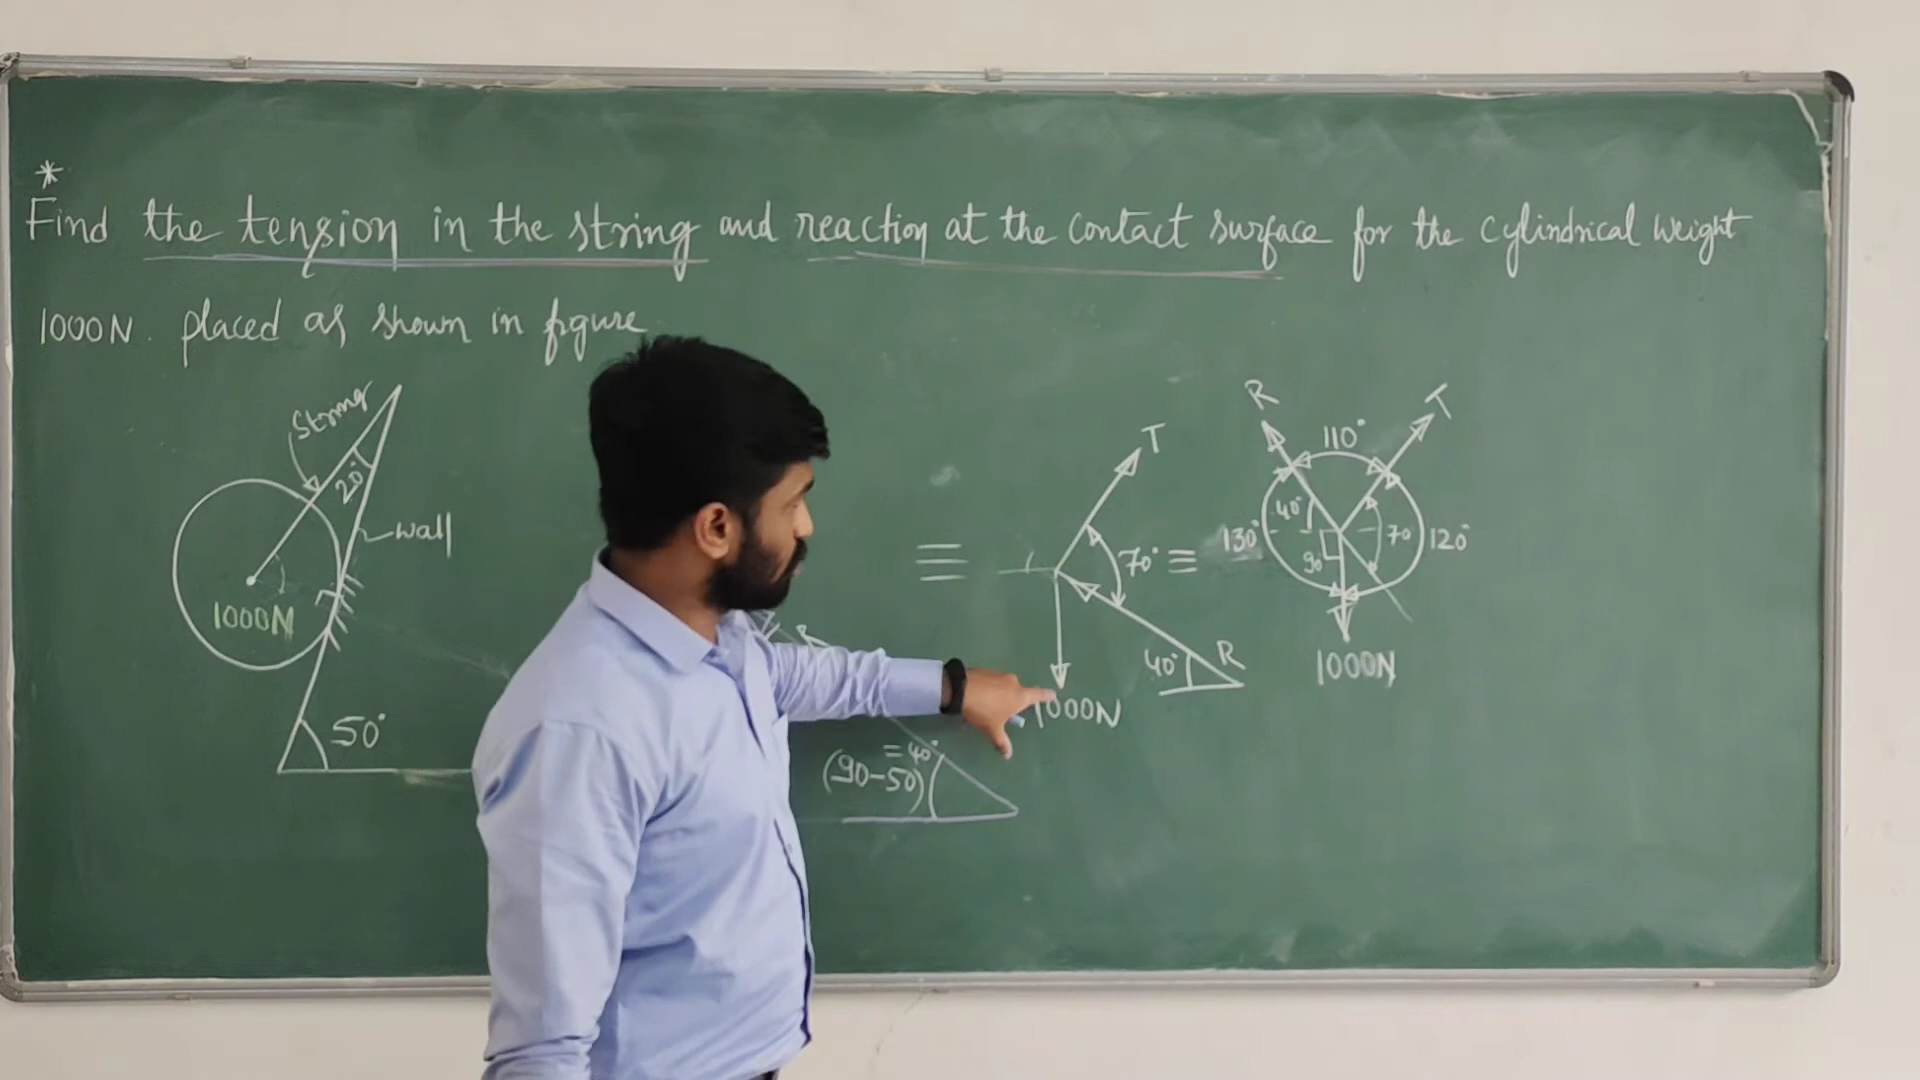 *
Find the tension in the string and reaction at the contact surface for the cylindrical weight
1000N. placed as shown in figure
String
20°
wall
1000N
50°
R
= 40°
(90-50)
≡
T
70°
R
40°
1000N
≡
R
T
110°
40°
130°
90
70
120°
1000N